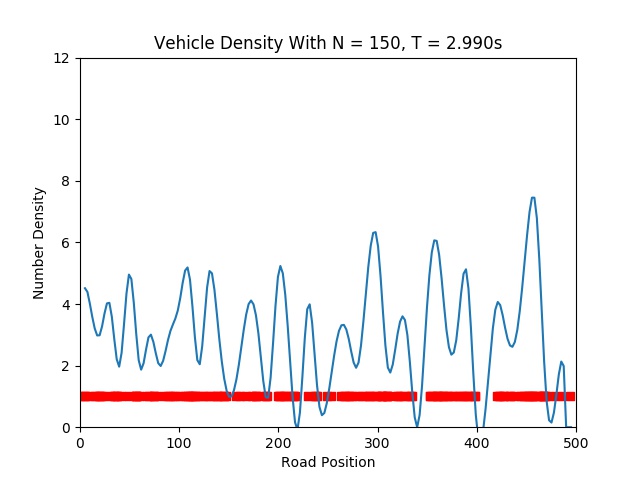 Vehicle Density With N = 150, T = 2.990s
12
10
8
6
4
2
0
Number Density
0 100 200 300 400 500
Road Position